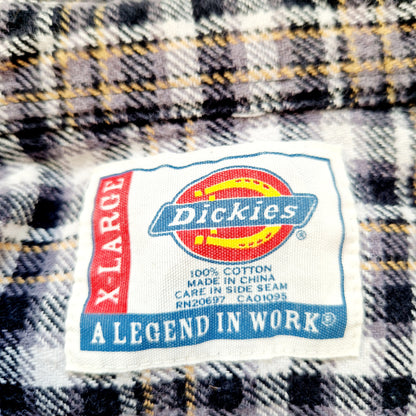 X-LARGE
Dickies®
100% COTTON
MADE IN CHINA
CARE IN SIDE SEAM
RN20697 CA01095
A LEGEND IN WORK®